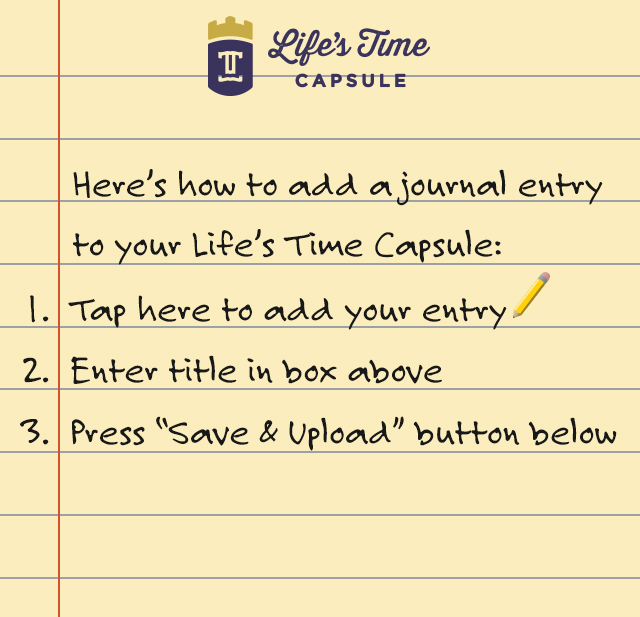 Life's Time
CAPSULE
Here's how to add a journal entry
to your Life's Time Capsule:
1. Tap here to add your entry
2. Enter title in box above
3. Press “Save & Upload” button below